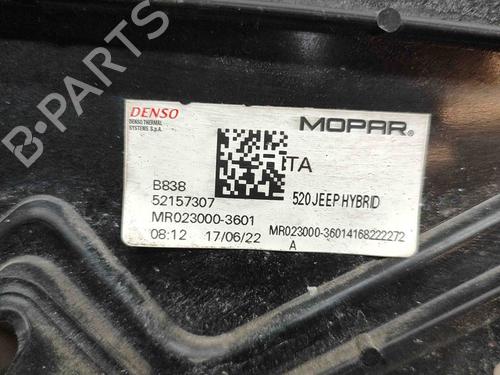 B-PARTS
DENSO
DENSO THERMAL
SYSTEMS S.p.A.
MOPAR®
ITA
B838
52157307
520 JEEP HYBRID
MR023000-3601
MR023000-36014168222272
08:12 17/06/22
A